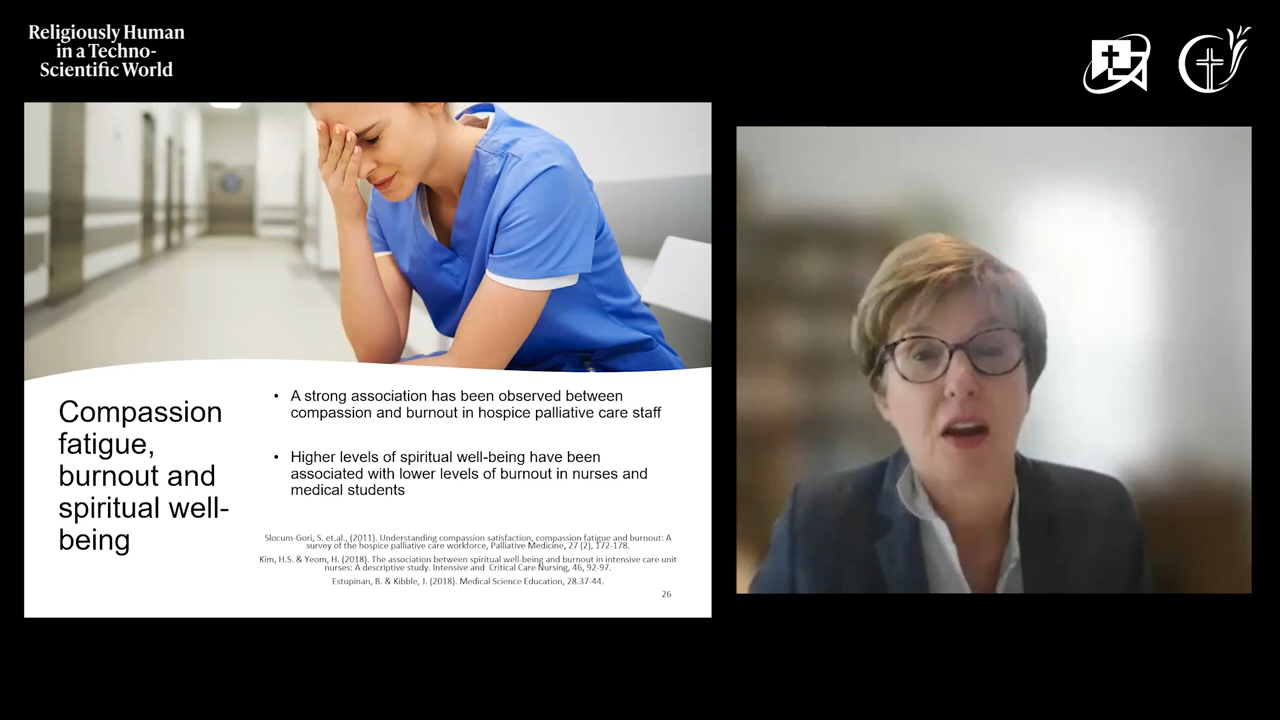 Religiously Human
in a Techno-
Scientific World
Compassion
fatigue,
burnout and
spiritual well-
being
• A strong association has been observed between
compassion and burnout in hospice palliative care staff
• Higher levels of spiritual well-being have been
associated with lower levels of burnout in nurses and
medical students
Slocum-Gori, S. et.al., (2011). Understanding compassion satisfaction, compassion fatigue and burnout: A
survey of the hospice palliative care workforce, Palliative Medicine, 27 (2), 172-178.
Kim, H.S. & Yeom, H. (2018). The association between spiritual well-being and burnout in intensive care unit
nurses: A descriptive study. Intensive and Critical Care Nursing, 46, 92-97.
Estupinan, B. & Kibble, J. (2018). Medical Science Education, 28.37-44.
26